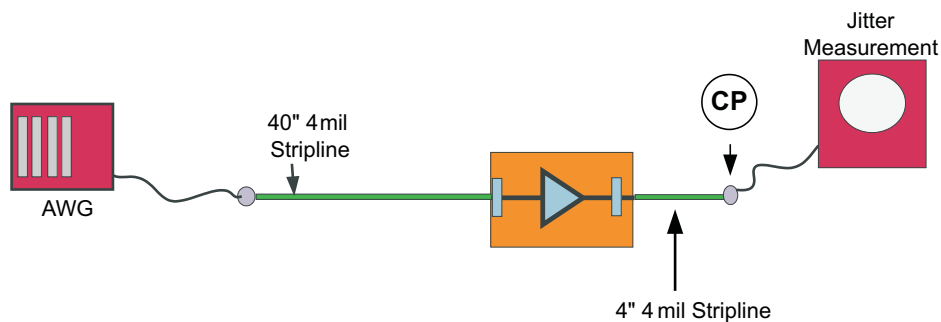 Jitter
Measurement
CP
40" 4 mil
Stripline
AWG
4" 4 mil Stripline